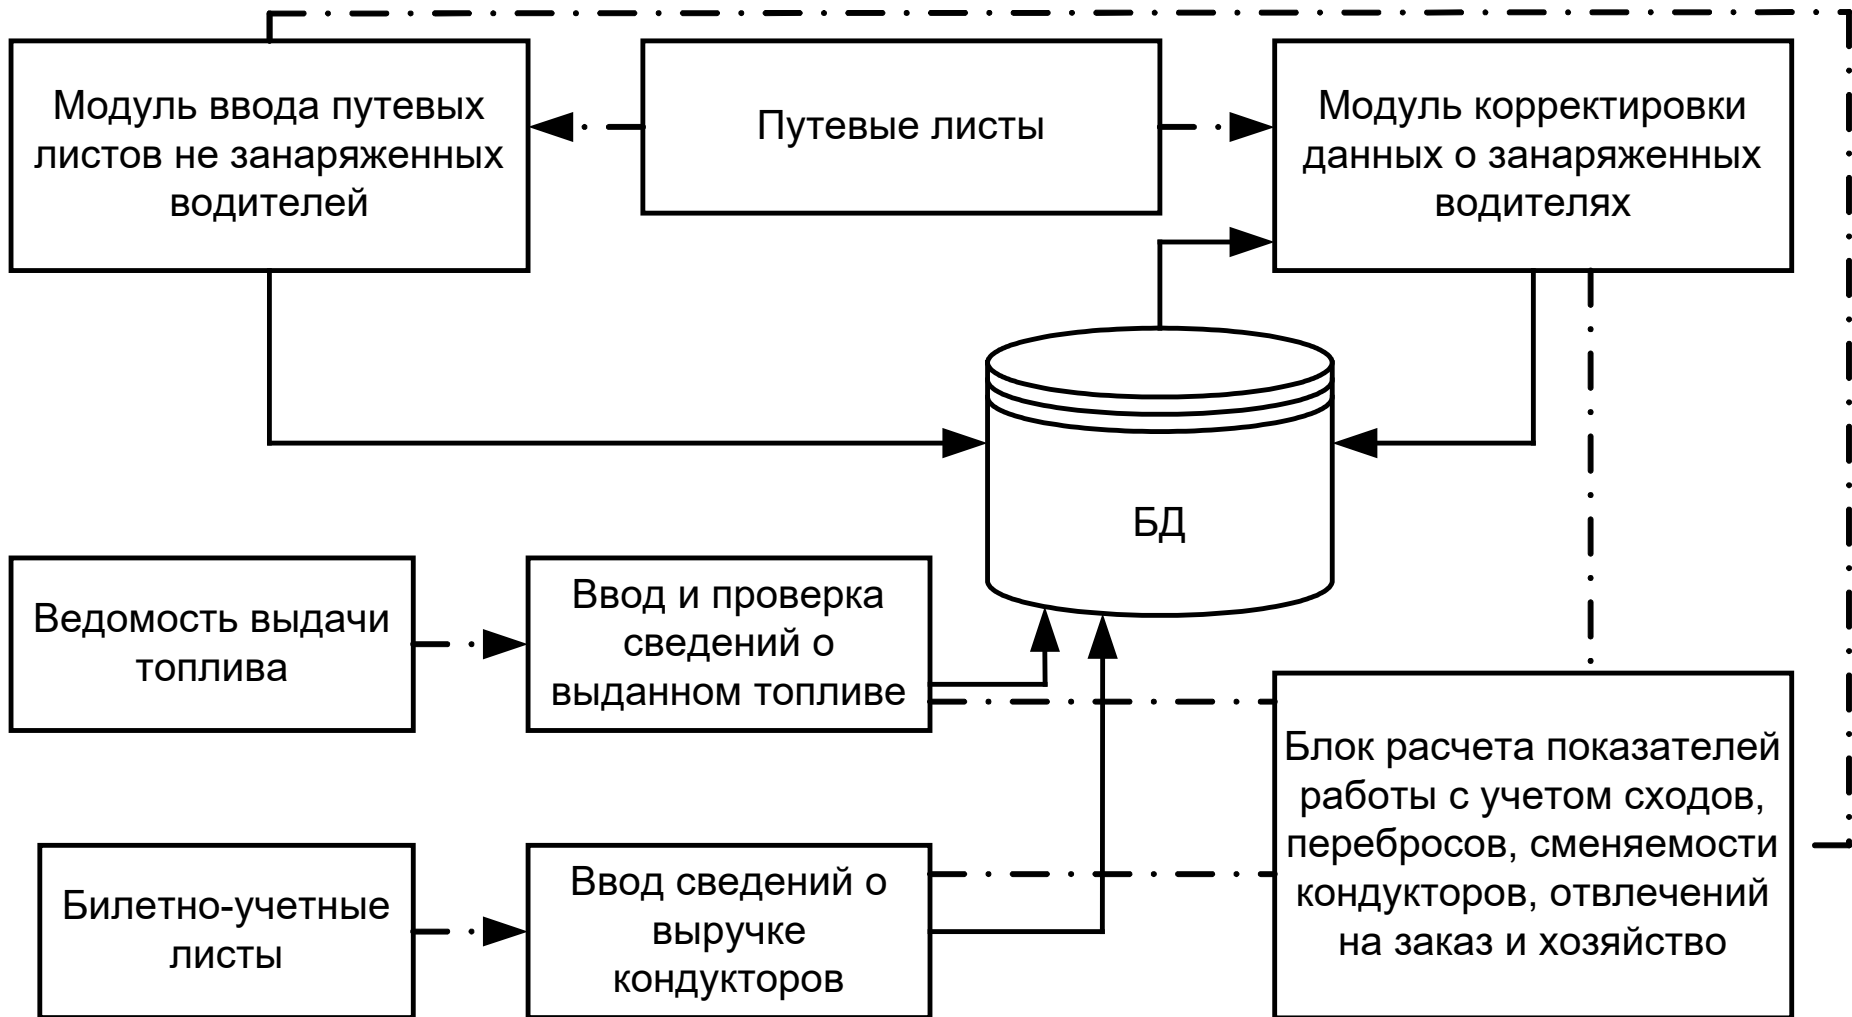 Модуль ввода путевых
листов не занаряженных
водителей
Путевые листы
Модуль корректировки
данных о занаряженных
водителях
БД
Ведомость выдачи
топлива
Ввод и проверка
сведений о
выданном топливе
Блок расчета показателей
работы с учетом сходов,
перебросов, сменяемости
кондукторов, отвлечений
на заказ и хозяйство
Билетно-учетные
листы
Ввод сведений о
выручке
кондукторов